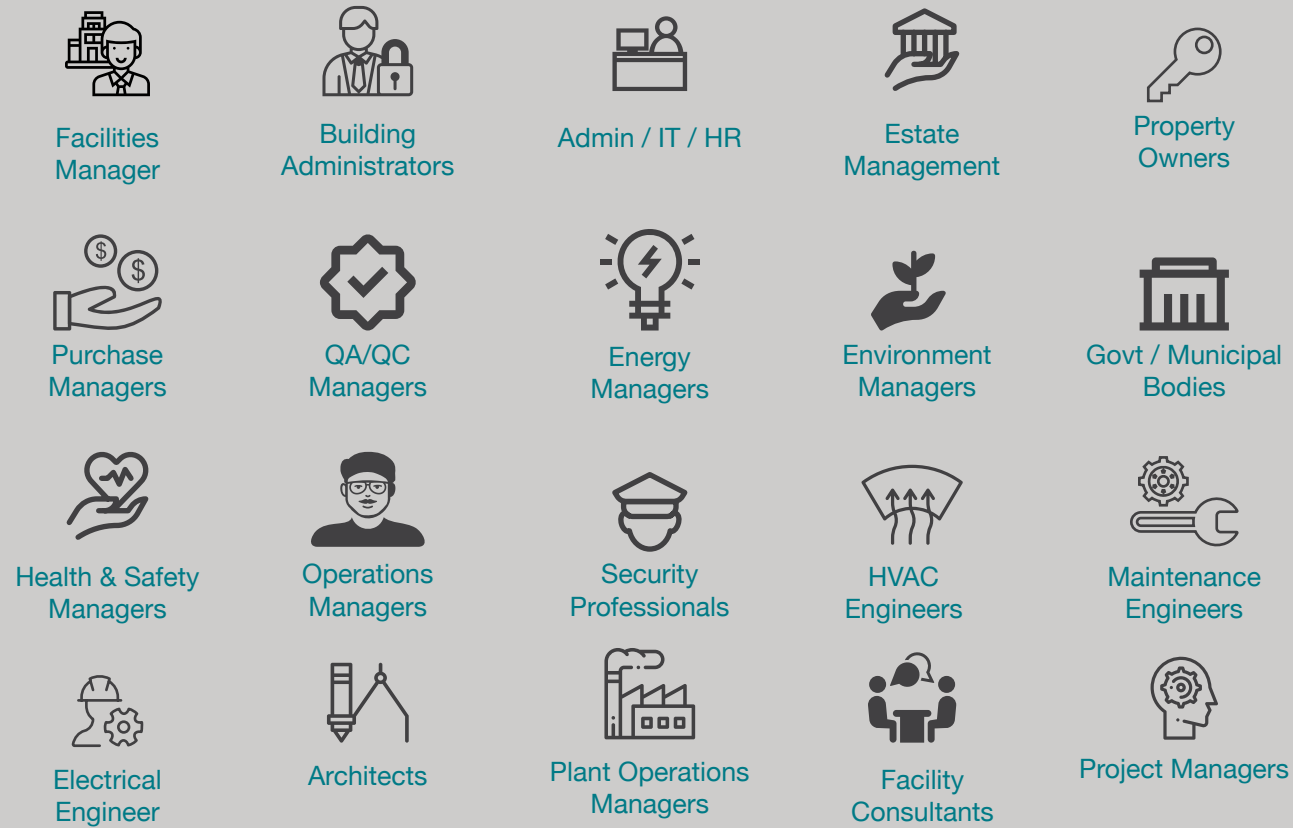 Facilities
Manager
Building
Administrators
Admin / IT / HR
Estate
Management
Property
Owners
$
$
Purchase
Managers
QA/QC
Managers
Energy
Managers
Environment
Managers
Govt / Municipal
Bodies
Health & Safety
Managers
Operations
Managers
Security
Professionals
HVAC
Engineers
Maintenance
Engineers
Electrical
Engineer
Architects
Plant Operations
Managers
Facility
Consultants
Project Managers